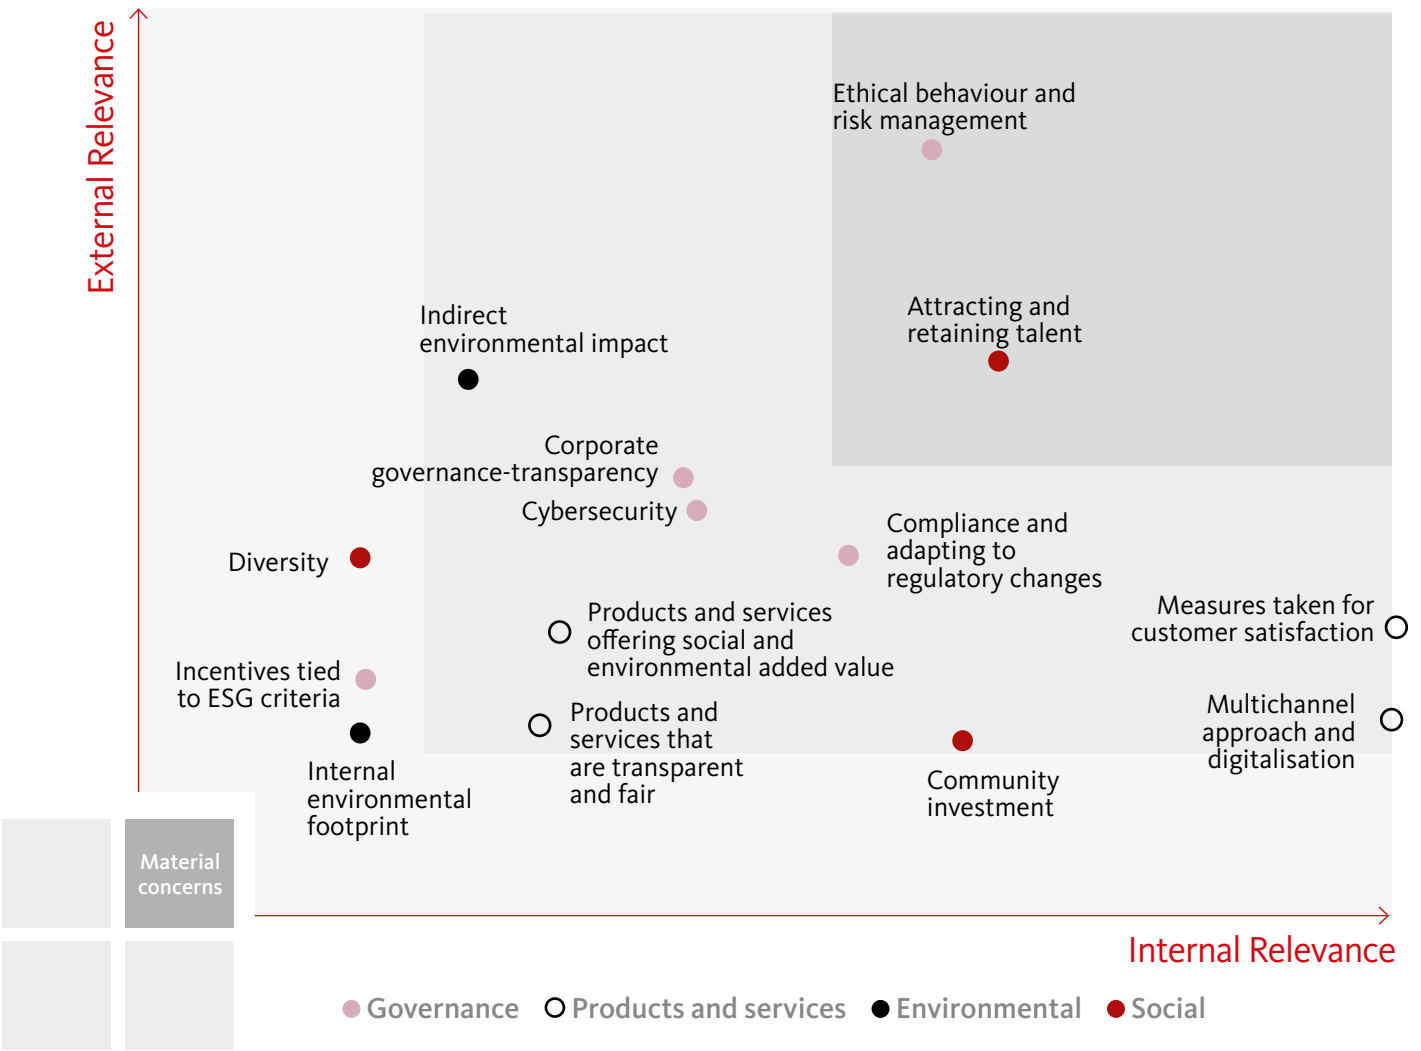 External Relevance
Ethical behaviour and
risk management
Attracting and
retaining talent
Indirect
environmental impact
Corporate
governance-transparency
Cybersecurity
Compliance and
adapting to
regulatory changes
Diversity
Products and services
offering social and
environmental added value
Measures taken for
customer satisfaction
Incentives tied
to ESG criteria
Products and
services that
are transparent
and fair
Multichannel
approach and
digitalisation
Internal
environmental
footprint
Community
investment
Material
concerns
Internal Relevance
Governance
Products and services
Environmental
Social